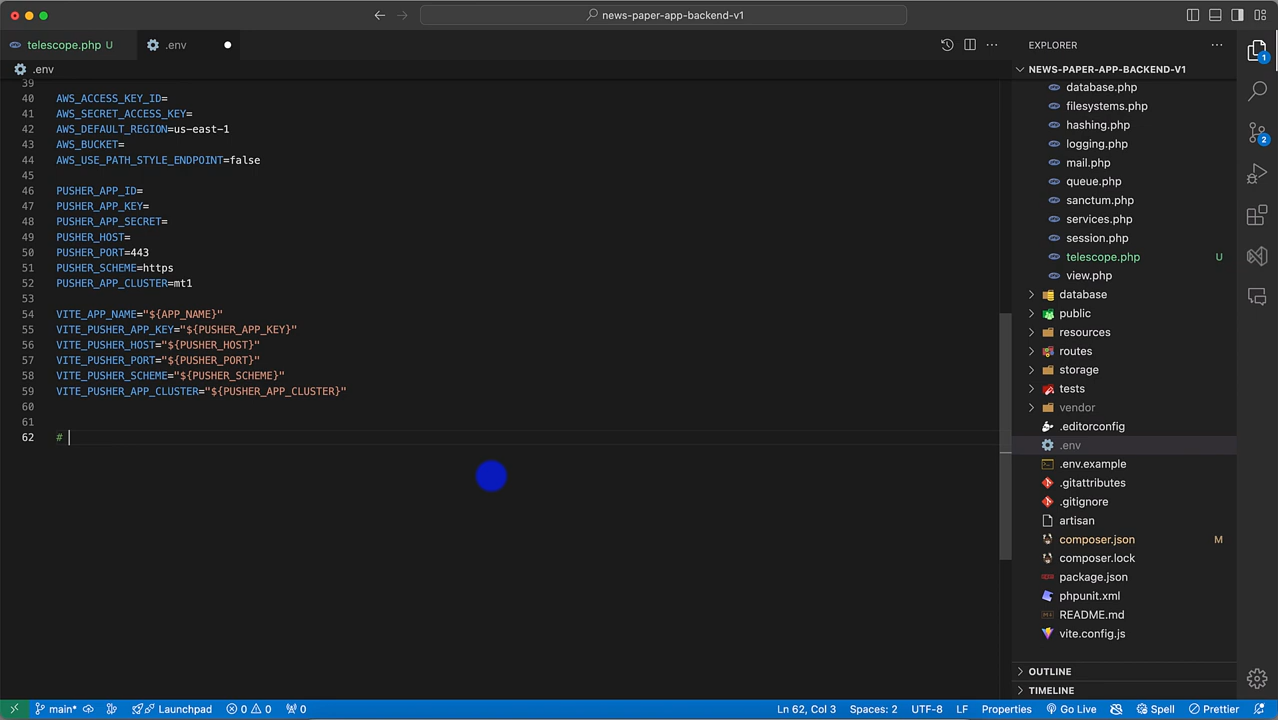 news-paper-app-backend-v1
telescope.php U
.env
EXPLORER
.env
NEWS-PAPER-APP-BACKEND-V1
39
40 AWS_ACCESS_KEY_ID=
41 AWS_SECRET_ACCESS_KEY=
42 AWS_DEFAULT_REGION=us-east-1
43 AWS_BUCKET=
44 AWS_USE_PATH_STYLE_ENDPOINT=false
45
46 PUSHER_APP_ID=
47 PUSHER_APP_KEY=
48 PUSHER_APP_SECRET=
49 PUSHER_HOST=
50 PUSHER_PORT=443
51 PUSHER_SCHEME=https
52 PUSHER_APP_CLUSTER=mt1
53
54 VITE_APP_NAME="${APP_NAME}"
55 VITE_PUSHER_APP_KEY="${PUSHER_APP_KEY}"
56 VITE_PUSHER_HOST="${PUSHER_HOST}"
57 VITE_PUSHER_PORT="${PUSHER_PORT}"
58 VITE_PUSHER_SCHEME="${PUSHER_SCHEME}"
59 VITE_PUSHER_APP_CLUSTER="${PUSHER_APP_CLUSTER}"
60
61
62 #
database.php
filesystems.php
hashing.php
logging.php
mail.php
queue.php
sanctum.php
services.php
session.php
telescope.php U
view.php
database
public
resources
routes
storage
tests
vendor
.editorconfig
.env
.env.example
.gitattributes
.gitignore
artisan
composer.json M
composer.lock
package.json
phpunit.xml
README.md
vite.config.js
OUTLINE
TIMELINE
1
2
main* Launchpad 0 0 0 Ln 62, Col 3 Spaces: 2 UTF-8 LF Properties Go Live Spell Prettier